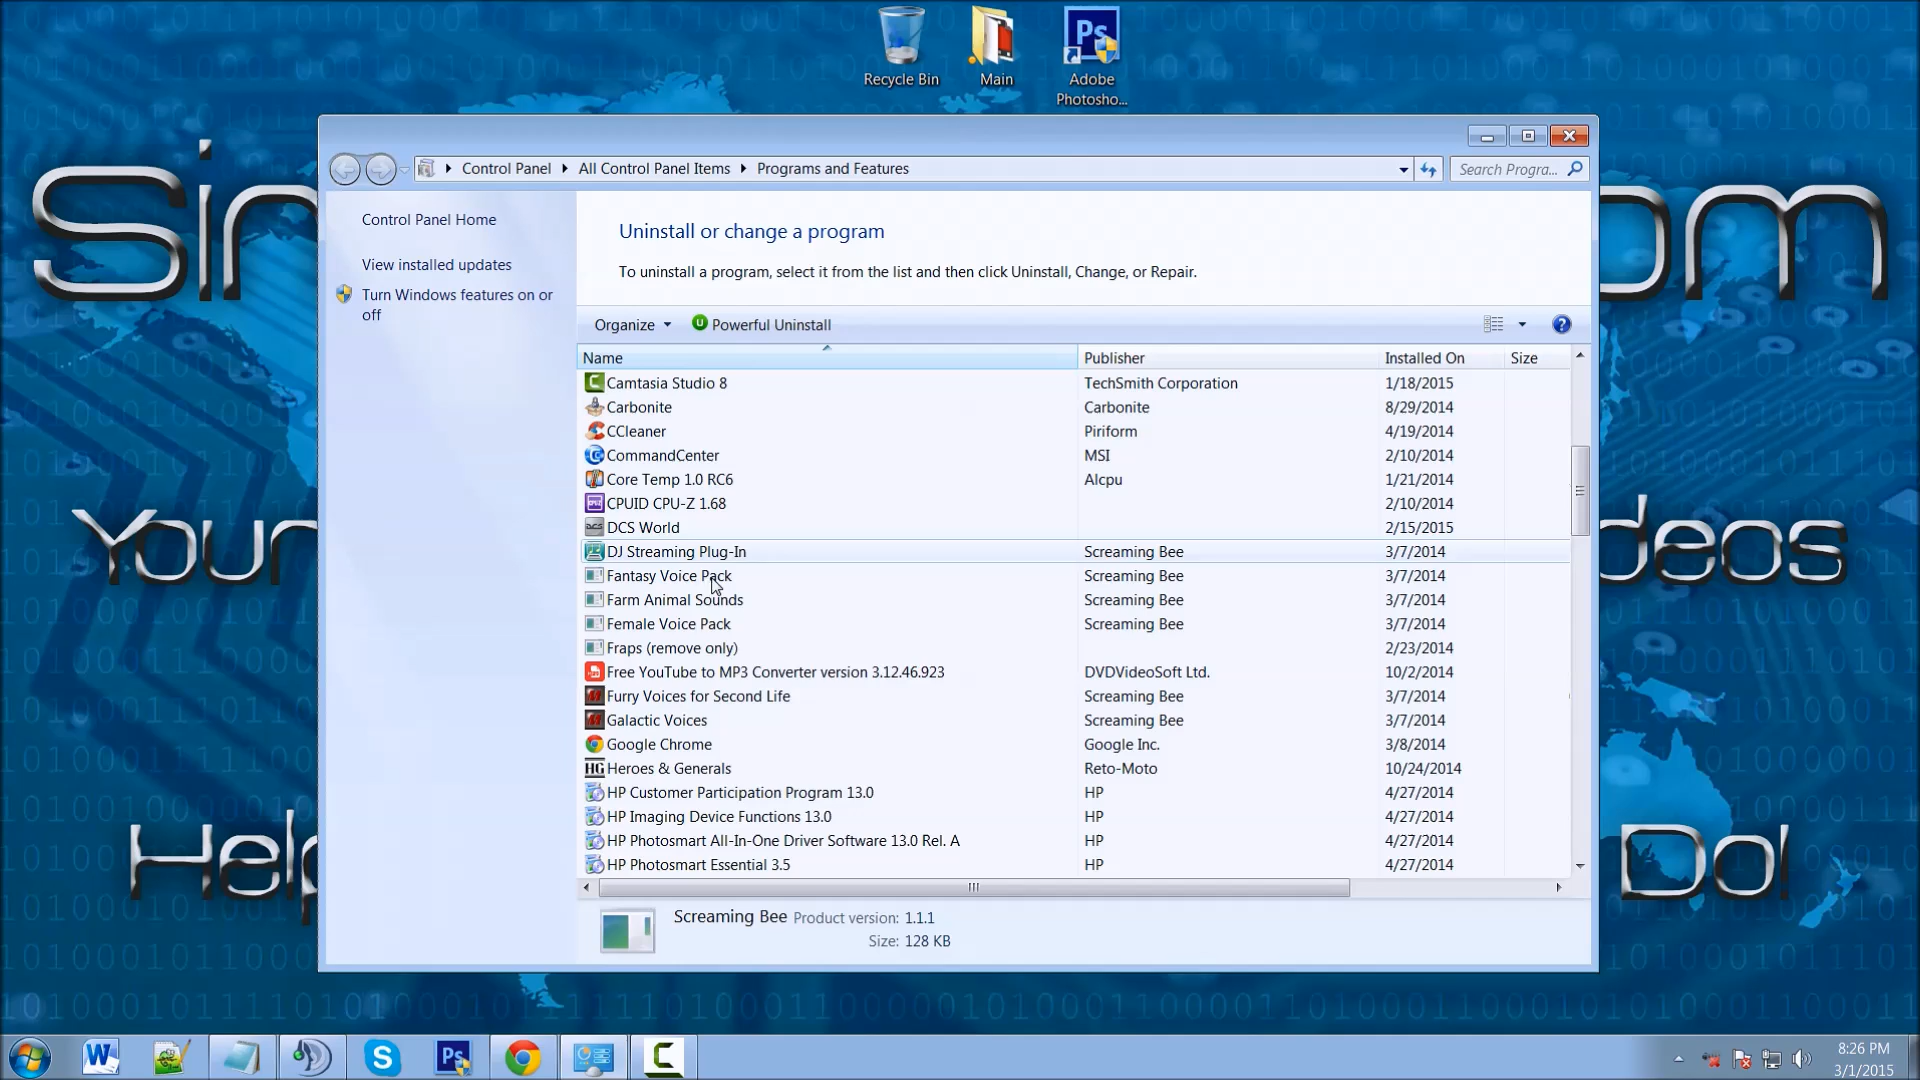 Recycle Bin
Main
Adobe
Photosho...
Control Panel
All Control Panel Items
Programs and Features
Search Progra...
Control Panel Home
View installed updates
Turn Windows features on or
off
Uninstall or change a program
To uninstall a program, select it from the list and then click Uninstall, Change, or Repair.
Organize
Powerful Uninstall
Name Publisher Installed On Size
Camtasia Studio 8 TechSmith Corporation 1/18/2015
Carbonite Carbonite 8/29/2014
CCleaner Piriform 4/19/2014
CommandCenter MSI 2/10/2014
Core Temp 1.0 RC6 Alcpu 1/21/2014
CPUID CPU-Z 1.68 2/10/2014
DCS World 2/15/2015
DJ Streaming Plug-In Screaming Bee 3/7/2014
Fantasy Voice Pack Screaming Bee 3/7/2014
Farm Animal Sounds Screaming Bee 3/7/2014
Female Voice Pack Screaming Bee 3/7/2014
Fraps (remove only) 2/23/2014
Free YouTube to MP3 Converter version 3.12.46.923 DVDVideoSoft Ltd. 10/2/2014
Furry Voices for Second Life Screaming Bee 3/7/2014
Galactic Voices Screaming Bee 3/7/2014
Google Chrome Google Inc. 3/8/2014
Heroes & Generals Reto-Moto 10/24/2014
HP Customer Participation Program 13.0 HP 4/27/2014
HP Imaging Device Functions 13.0 HP 4/27/2014
HP Photosmart All-In-One Driver Software 13.0 Rel. A HP 4/27/2014
HP Photosmart Essential 3.5 HP 4/27/2014
Screaming Bee Product version: 1.1.1
Size: 128 KB
Your
Do!
8:26 PM
3/1/2015